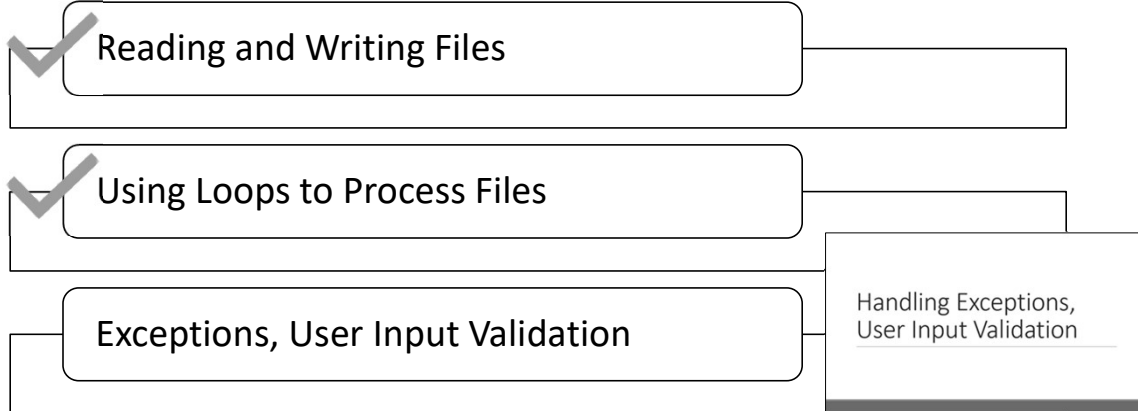 Reading and Writing Files
Using Loops to Process Files
Exceptions, User Input Validation
Handling Exceptions,
User Input Validation